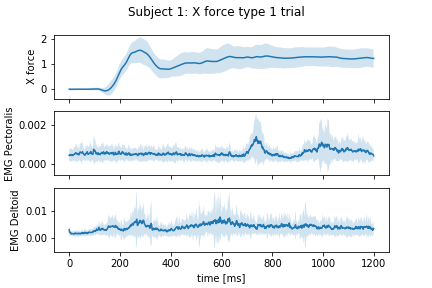 Subject 1: X force type 1 trial
X force
2
1
0
EMG Pectoralis
0.002
0.000
EMG Deltoid
0.01
0.00
0 200 400 600 800 1000 1200
time [ms]